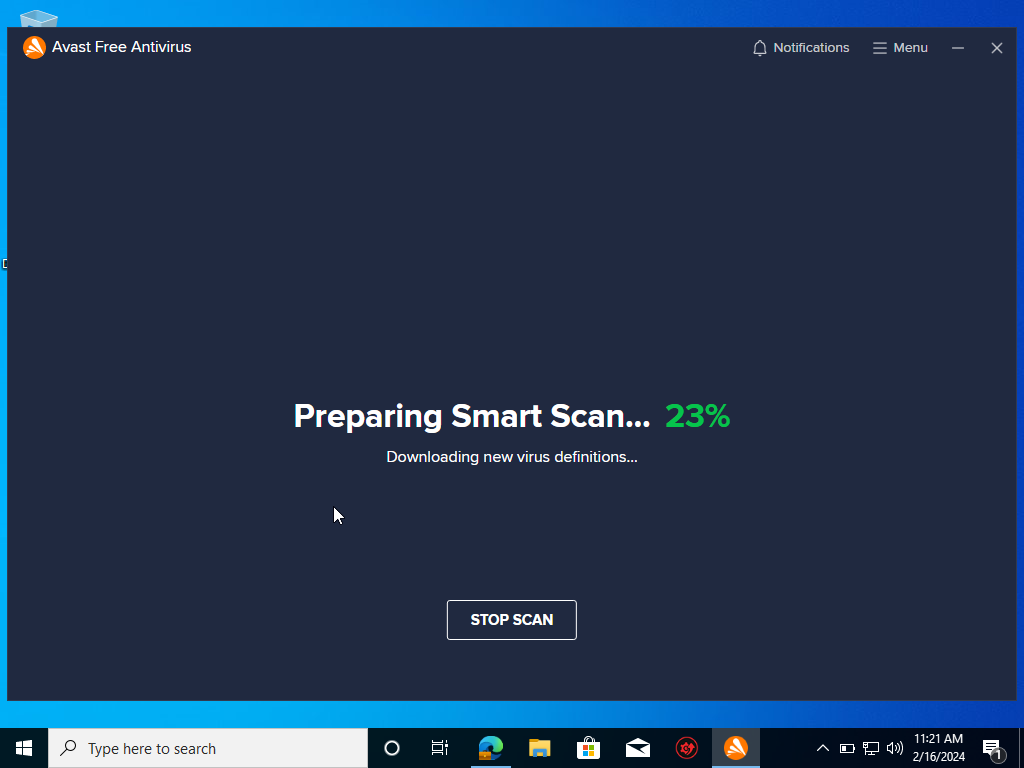 Avast Free Antivirus
Notifications
Menu
Preparing Smart Scan... 23%
Downloading new virus definitions...
STOP SCAN
Type here to search
11:21 AM
2/16/2024
1